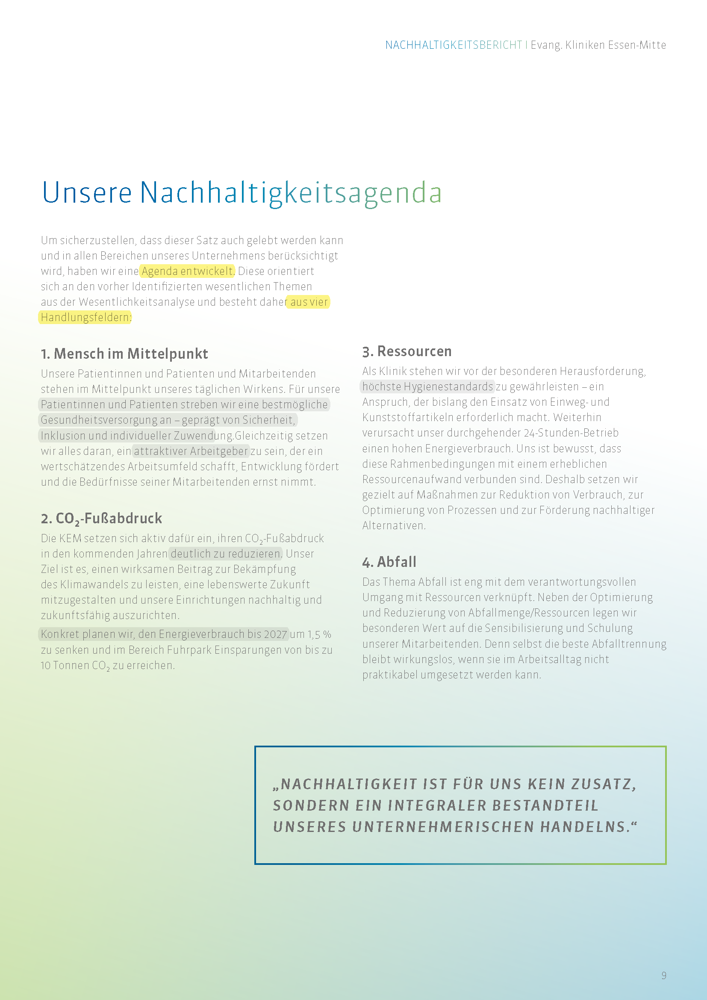 NACHHALTIGKEITSBERICHT | Evang. Kliniken Essen-Mitte
Unsere Nachhaltigkeitsagenda
Um sicherzustellen, dass dieser Satz auch gelebt werden kann
und in allen Bereichen unseres Unternehmens berücksichtigt
wird, haben wir eine Agenda entwickelt. Diese orientiert
sich an den vorher Identifizierten wesentlichen Themen
aus der Wesentlichkeitsanalyse und besteht daher aus vier
Handlungsfeldern:
1. Mensch im Mittelpunkt
Unsere Patientinnen und Patienten und Mitarbeitenden
stehen im Mittelpunkt unseres täglichen Wirkens. Für unsere
Patientinnen und Patienten streben wir eine bestmögliche
Gesundheitsversorgung an – geprägt von Sicherheit,
Inklusion und individueller Zuwendung.Gleichzeitig setzen
wir alles daran, ein attraktiver Arbeitgeber zu sein, der ein
wertschätzendes Arbeitsumfeld schafft, Entwicklung fördert
und die Bedürfnisse seiner Mitarbeitenden ernst nimmt.
2. CO₂-Fußabdruck
Die KEM setzen sich aktiv dafür ein, ihren CO₂-Fußabdruck
in den kommenden Jahren deutlich zu reduzieren. Unser
Ziel ist es, einen wirksamen Beitrag zur Bekämpfung
des Klimawandels zu leisten, eine lebenswerte Zukunft
mitzugestalten und unsere Einrichtungen nachhaltig und
zukunftsfähig auszurichten.
Konkret planen wir, den Energieverbrauch bis 2027 um 1,5 %
zu senken und im Bereich Fuhrpark Einsparungen von bis zu
10 Tonnen CO₂ zu erreichen.
3. Ressourcen
Als Klinik stehen wir vor der besonderen Herausforderung,
höchste Hygienestandards zu gewährleisten – ein
Anspruch, der bislang den Einsatz von Einweg- und
Kunststoffartikeln erforderlich macht. Weiterhin
verursacht unser durchgehender 24-Stunden-Betrieb
einen hohen Energieverbrauch. Uns ist bewusst, dass
diese Rahmenbedingungen mit einem erheblichen
Ressourcenaufwand verbunden sind. Deshalb setzen wir
gezielt auf Maßnahmen zur Reduktion von Verbrauch, zur
Optimierung von Prozessen und zur Förderung nachhaltiger
Alternativen.
4. Abfall
Das Thema Abfall ist eng mit dem verantwortungsvollen
Umgang mit Ressourcen verknüpft. Neben der Optimierung
und Reduzierung von Abfallmenge/Ressourcen legen wir
besonderen Wert auf die Sensibilisierung und Schulung
unserer Mitarbeitenden. Denn selbst die beste Abfalltrennung
bleibt wirkungslos, wenn sie im Arbeitsalltag nicht
praktikabel umgesetzt werden kann.
„NACHHALTIGKEIT IST FÜR UNS KEIN ZUSATZ,
SONDERN EIN INTEGRALER BESTANDTEIL
UNSERES UNTERNEHMERISCHEN HANDELNS.“
9